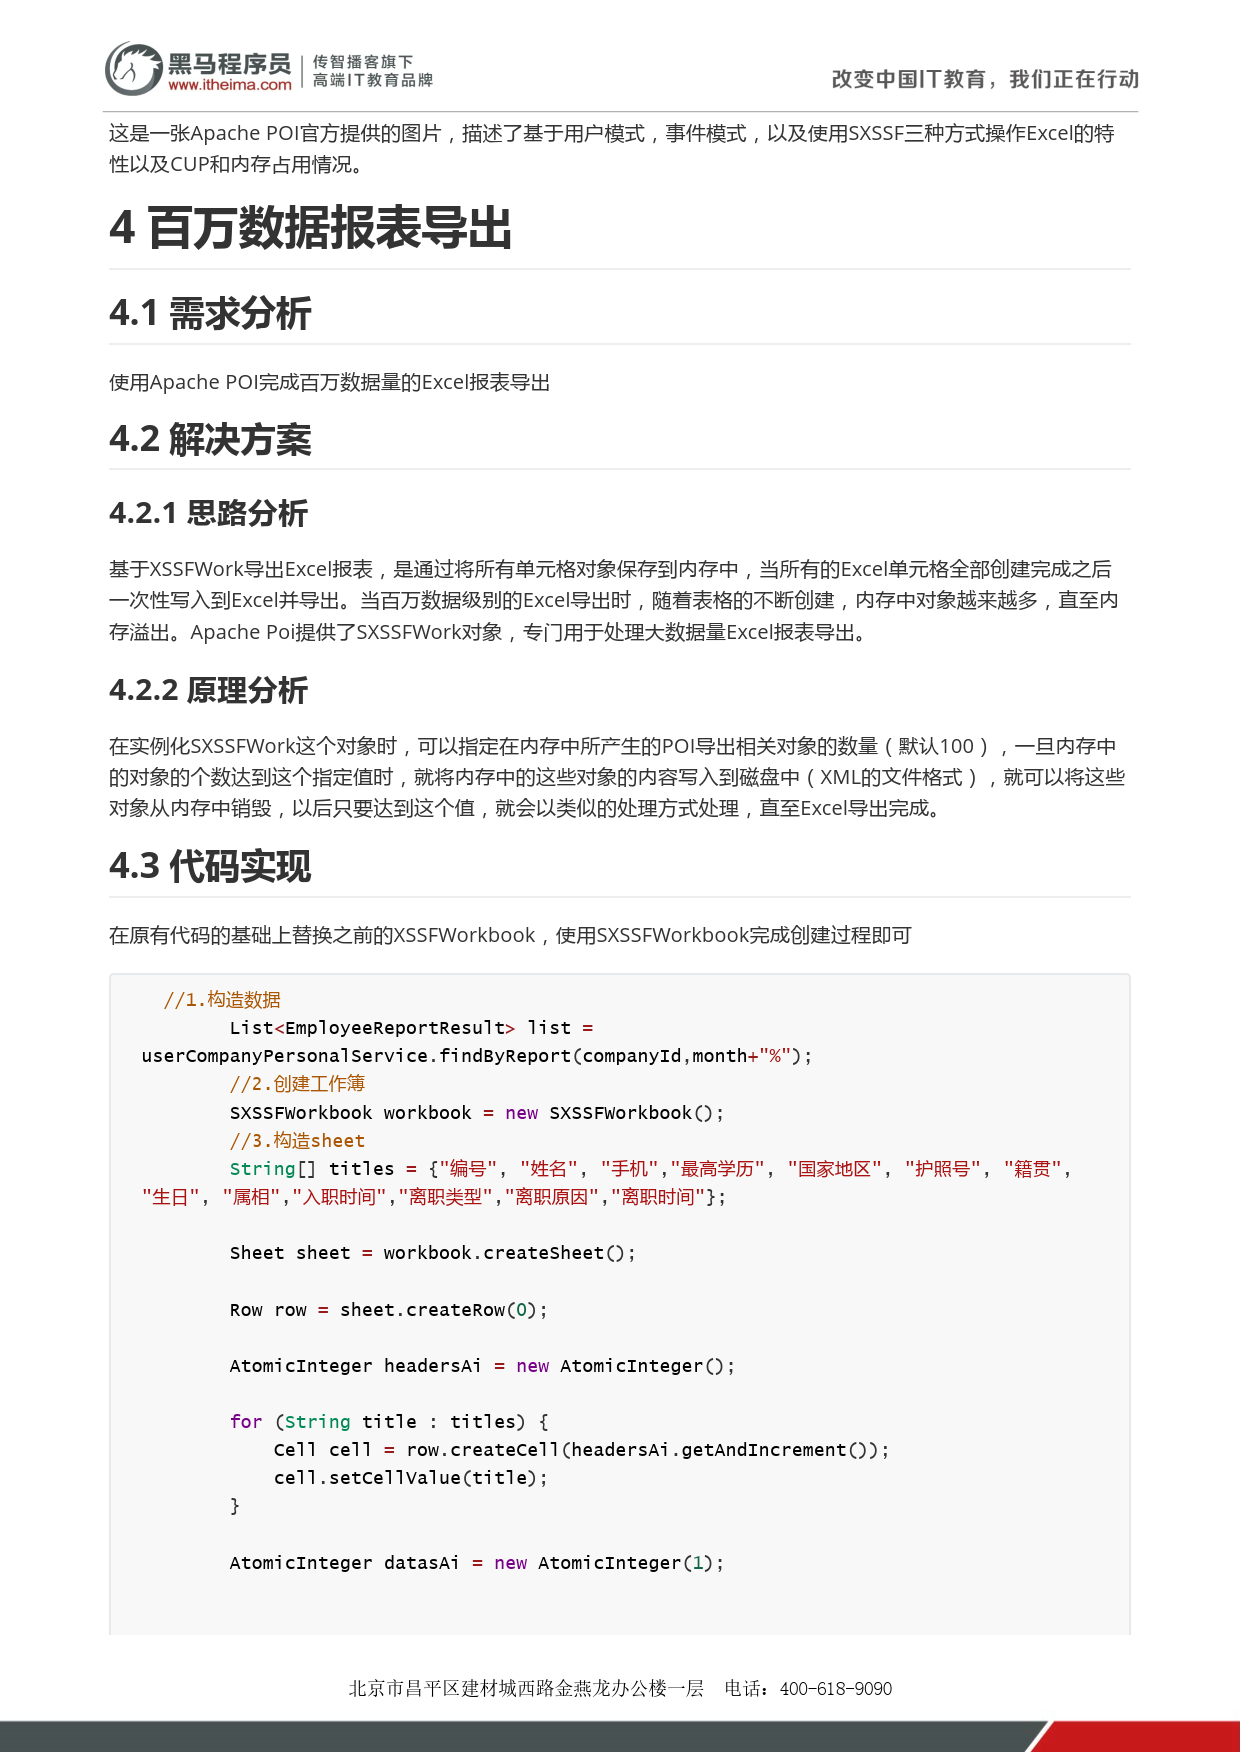 黑马程序员
www.itheima.com
传智播客旗下
高端IT教育品牌
改变中国IT教育，我们正在行动
这是一张Apache POI官方提供的图片，描述了基于用户模式，事件模式，以及使用SXSSF三种方式操作Excel的特
性以及CUP和内存占用情况。
4 百万数据报表导出
4.1 需求分析
使用Apache POI完成百万数据量的Excel报表导出
4.2 解决方案
4.2.1 思路分析
基于XSSFWork导出Excel报表，是通过将所有单元格对象保存到内存中，当所有的Excel单元格全部创建完成之后
一次性写入到Excel并导出。当百万数据级别的Excel导出时，随着表格的不断创建，内存中对象越来越多，直至内
存溢出。Apache Poi提供了SXSSFWork对象，专门用于处理大数据量Excel报表导出。
4.2.2 原理分析
在实例化SXSSFWork这个对象时，可以指定在内存中所产生的POI导出相关对象的数量（默认100），一旦内存中
的对象的个数达到这个指定值时，就将内存中的这些对象的内容写入到磁盘中（XML的文件格式），就可以将这些
对象从内存中销毁，以后只要达到这个值，就会以类似的处理方式处理，直至Excel导出完成。
4.3 代码实现
在原有代码的基础上替换之前的XSSFWorkbook，使用SXSSFWorkbook完成创建过程即可
//1.构造数据
List<EmployeeReportResult> list =
userCompanyPersonalService.findByReport(companyId,month+"%");
//2.创建工作簿
SXSSFWorkbook workbook = new SXSSFWorkbook();
//3.构造sheet
String[] titles = {"编号", "姓名", "手机","最高学历", "国家地区", "护照号", "籍贯",
"生日", "属相","入职时间","离职类型","离职原因","离职时间"};
Sheet sheet = workbook.createSheet();
Row row = sheet.createRow(0);
AtomicInteger headersAi = new AtomicInteger();
for (String title : titles) {
Cell cell = row.createCell(headersAi.getAndIncrement());
cell.setCellValue(title);
}
AtomicInteger datasAi = new AtomicInteger(1);
北京市昌平区建材城西路金燕龙办公楼一层 电话：400-618-9090